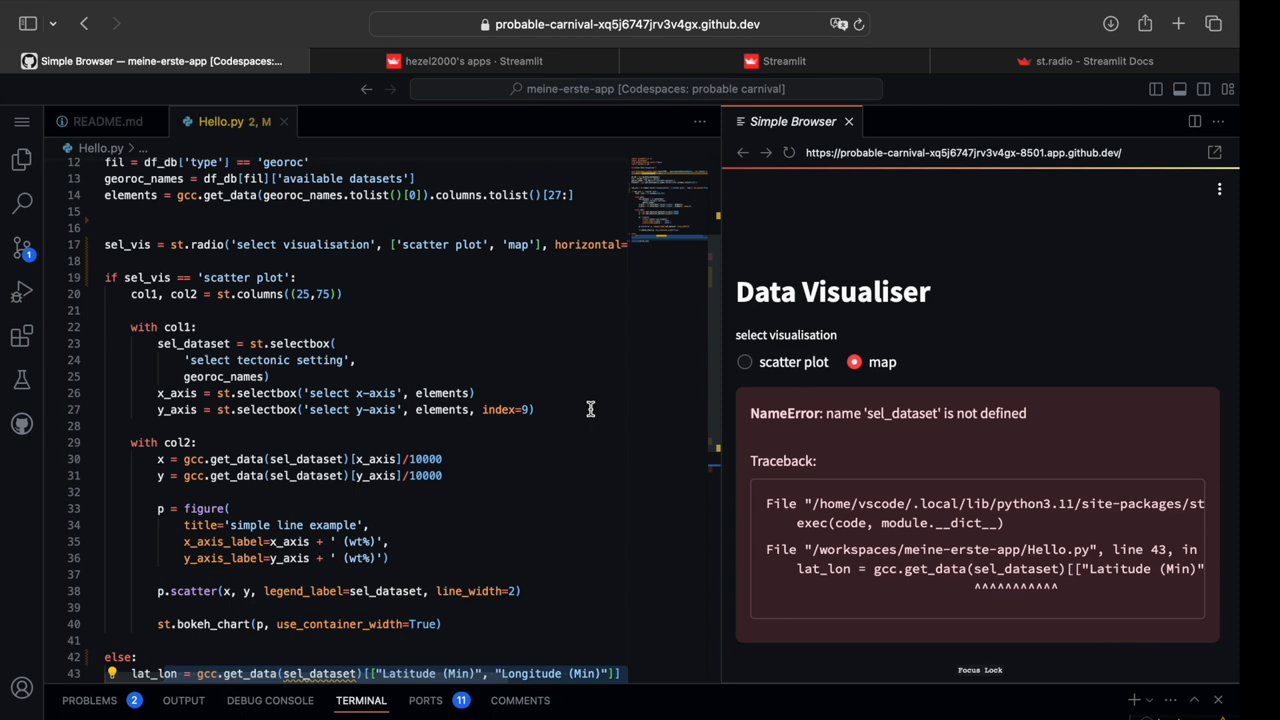 probable-carnival-xq5j6747jrv3v4gx.github.dev
Simple Browser — meine-erste-app [Codespaces:...
hezel2000's apps · Streamlit
Streamlit
st.radio - Streamlit Docs
meine-erste-app [Codespaces: probable carnival]
README.md
Hello.py 2, M
Simple Browser
Hello.py > ...
https://probable-carnival-xq5j6747jrv3v4gx-8501.app.github.dev/
12 fil = df_db['type'] == 'georoc'
13 georoc_names = df_db[fil]['available datasets']
14 elements = gcc.get_data(georoc_names.tolist()[0]).columns.tolist()[27:]
15
16
17 sel_vis = st.radio('select visualisation', ['scatter plot', 'map'], horizontal=
18
19 if sel_vis == 'scatter plot':
20 col1, col2 = st.columns((25,75))
21
22 with col1:
23 sel_dataset = st.selectbox(
24 'select tectonic setting',
25 georoc_names)
26 x_axis = st.selectbox('select x-axis', elements)
27 y_axis = st.selectbox('select y-axis', elements, index=9)
28
29 with col2:
30 x = gcc.get_data(sel_dataset)[x_axis]/10000
31 y = gcc.get_data(sel_dataset)[y_axis]/10000
32
33 p = figure(
34 title='simple line example',
35 x_axis_label=x_axis + ' (wt%)',
36 y_axis_label=y_axis + ' (wt%)')
37
38 p.scatter(x, y, legend_label=sel_dataset, line_width=2)
39
40 st.bokeh_chart(p, use_container_width=True)
41
42 else:
43 lat_lon = gcc.get_data(sel_dataset)[["Latitude (Min)", "Longitude (Min)"]]
Data Visualiser
select visualisation
scatter plot
map
NameError: name 'sel_dataset' is not defined
Traceback:
File "/home/vscode/.local/lib/python3.11/site-packages/st
exec(code, module.__dict__)
File "/workspaces/meine-erste-app/Hello.py", line 43, in
lat_lon = gcc.get_data(sel_dataset)[["Latitude (Min)"
^^^^^^^^^^^
Focus Lock
1
PROBLEMS 2
OUTPUT
DEBUG CONSOLE
TERMINAL
PORTS 11
COMMENTS